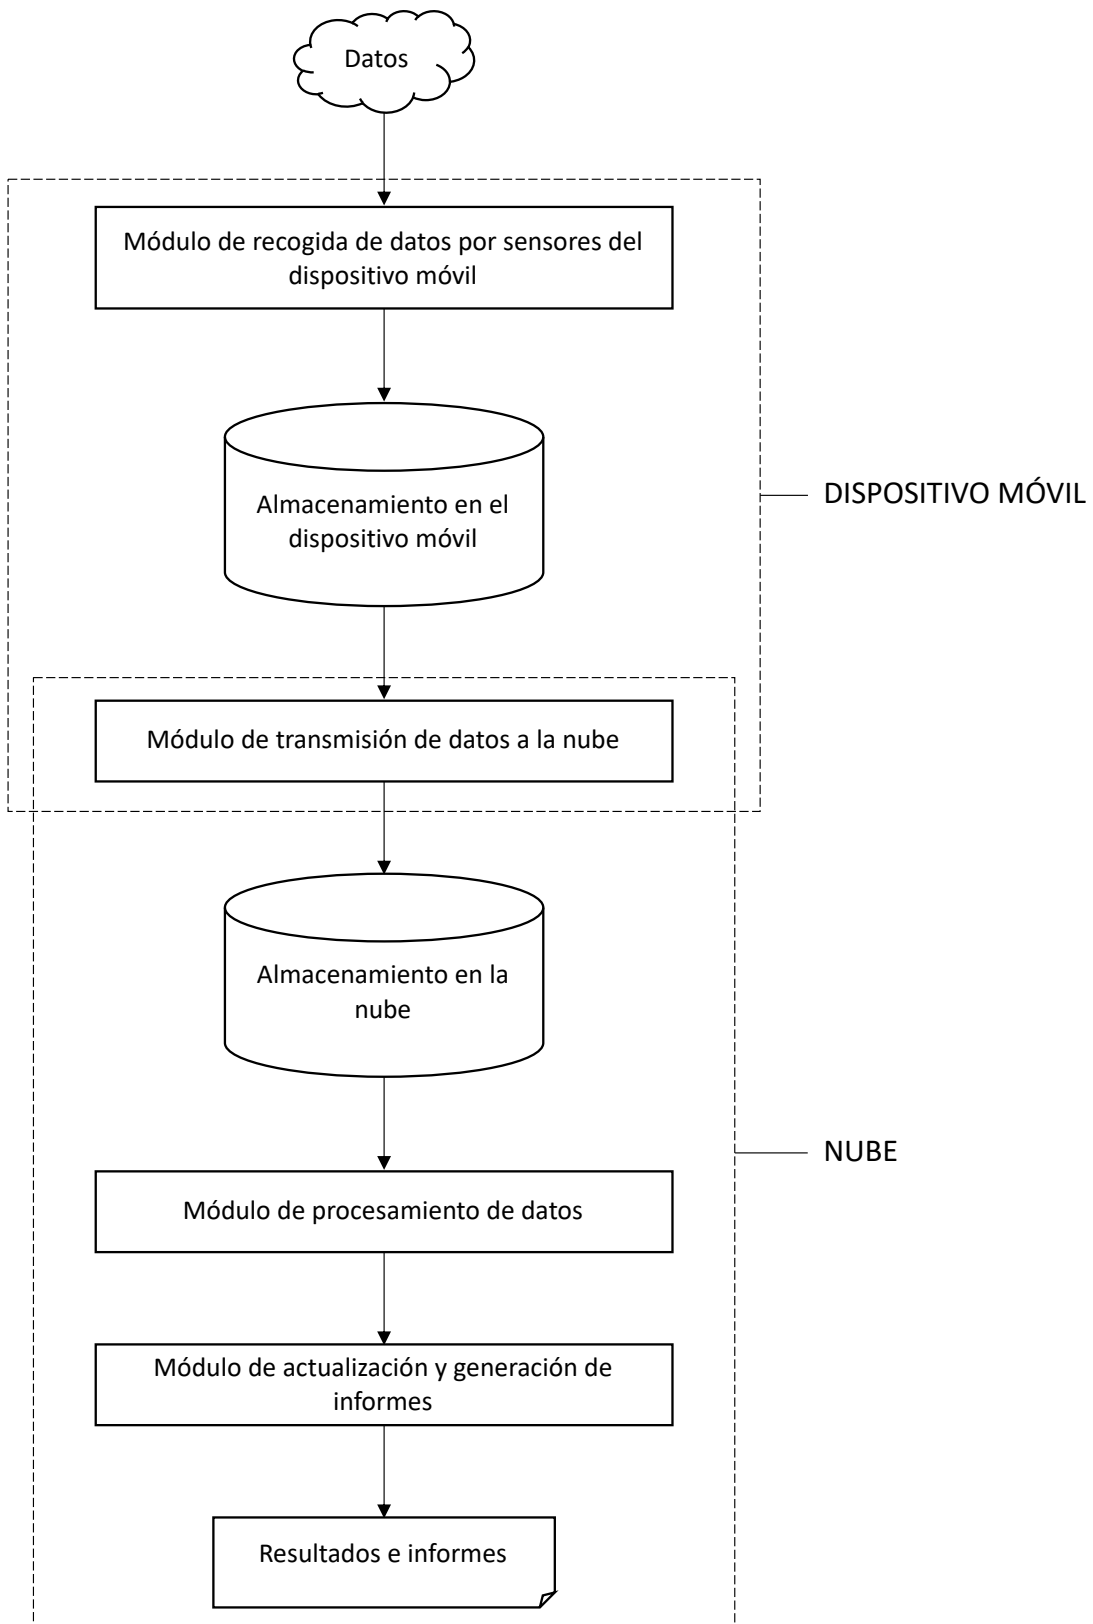 Datos
Módulo de recogida de datos por sensores del
dispositivo móvil
Almacenamiento en el
dispositivo móvil
DISPOSITIVO MÓVIL
Módulo de transmisión de datos a la nube
Almacenamiento en la
nube
NUBE
Módulo de procesamiento de datos
Módulo de actualización y generación de
informes
Resultados e informes